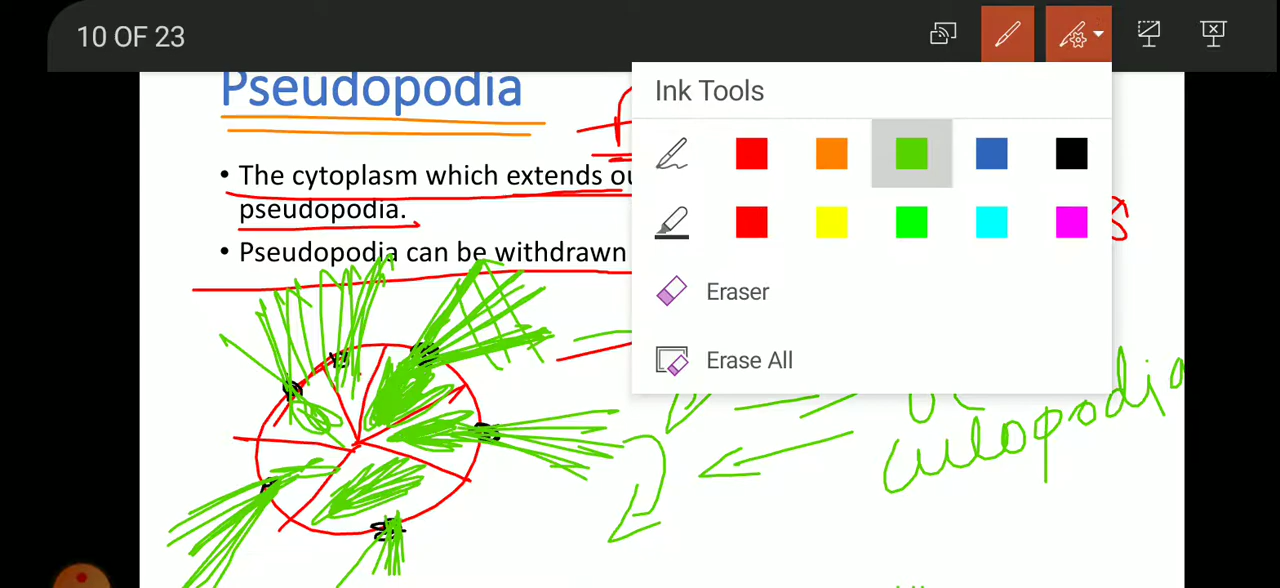 10 OF 23
Pseudopodia
Ink Tools
• The cytoplasm which extends ou
pseudopodia.
• Pseudopodia can be withdrawn
Eraser
Erase All